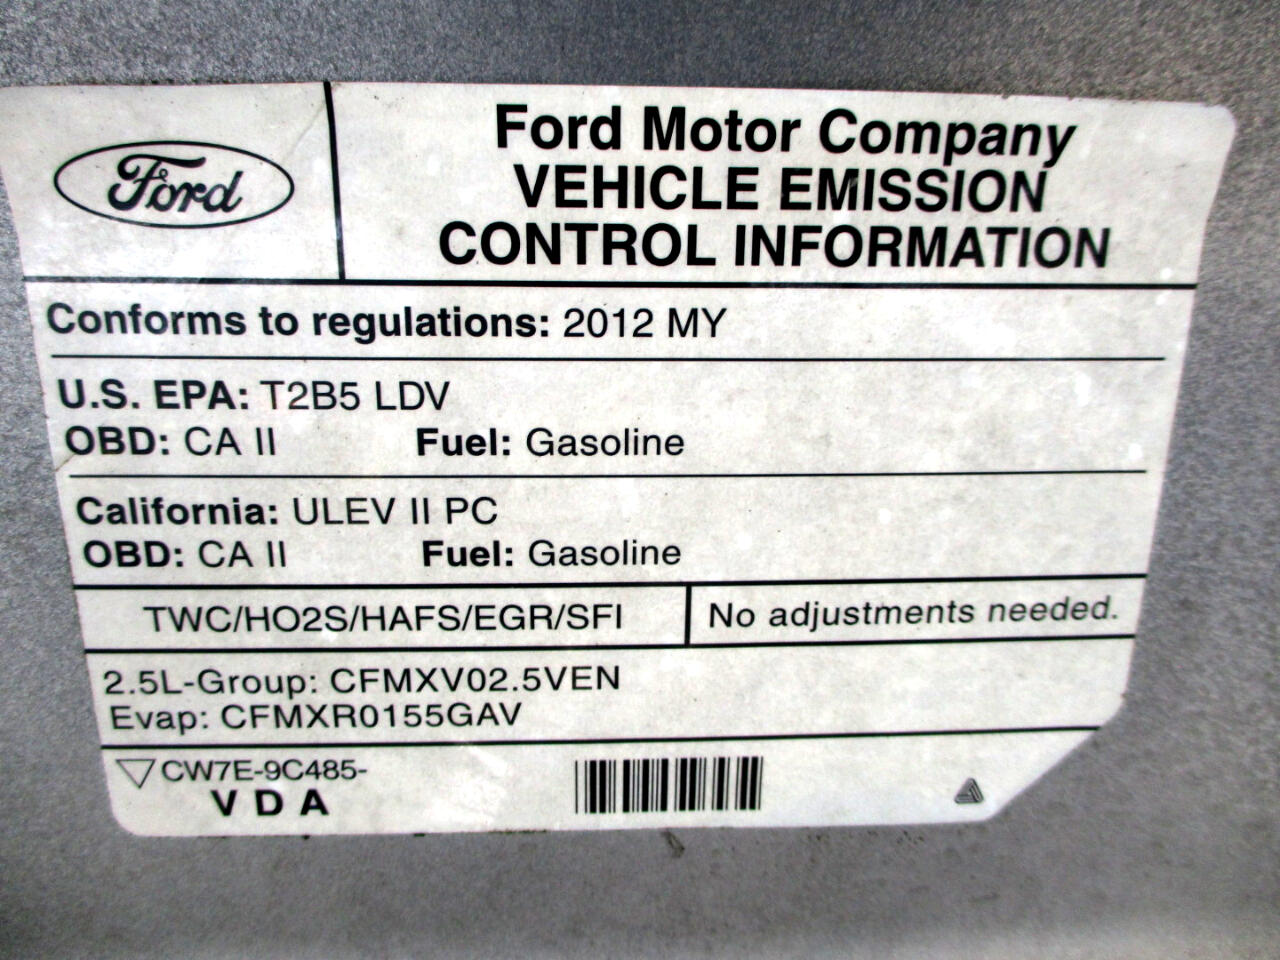 Ford
Ford Motor Company
VEHICLE EMISSION
CONTROL INFORMATION
Conforms to regulations: 2012 MY
U.S. EPA: T2B5 LDV
OBD: CA II Fuel: Gasoline
California: ULEV II PC
OBD: CA II Fuel: Gasoline
TWC/HO2S/HAFS/EGR/SFI
No adjustments needed.
2.5L-Group: CFMXV02.5VEN
Evap: CFMXR0155GAV
CW7E-9C485-
V D A